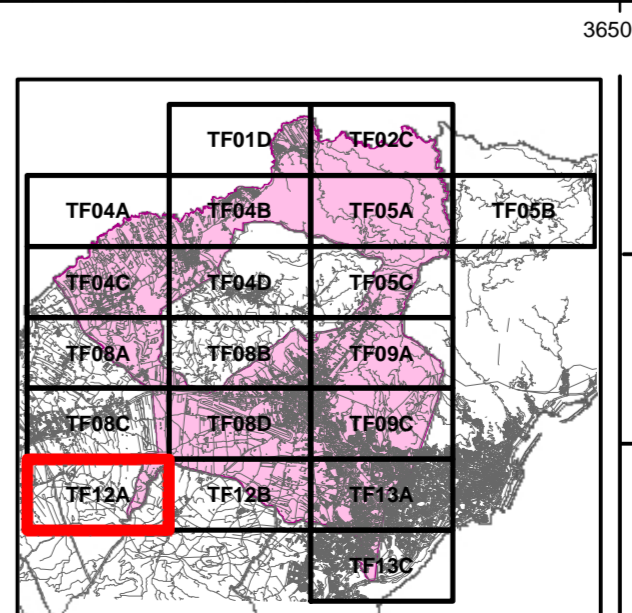 3650
TF01D TF02C
TF04A TF04B TF05A TF05B
TF04C TF04D TF05C
TF08A TF08B TF09A
TF08C TF08D TF09C
TF12A TF12B TF13A
TF13C